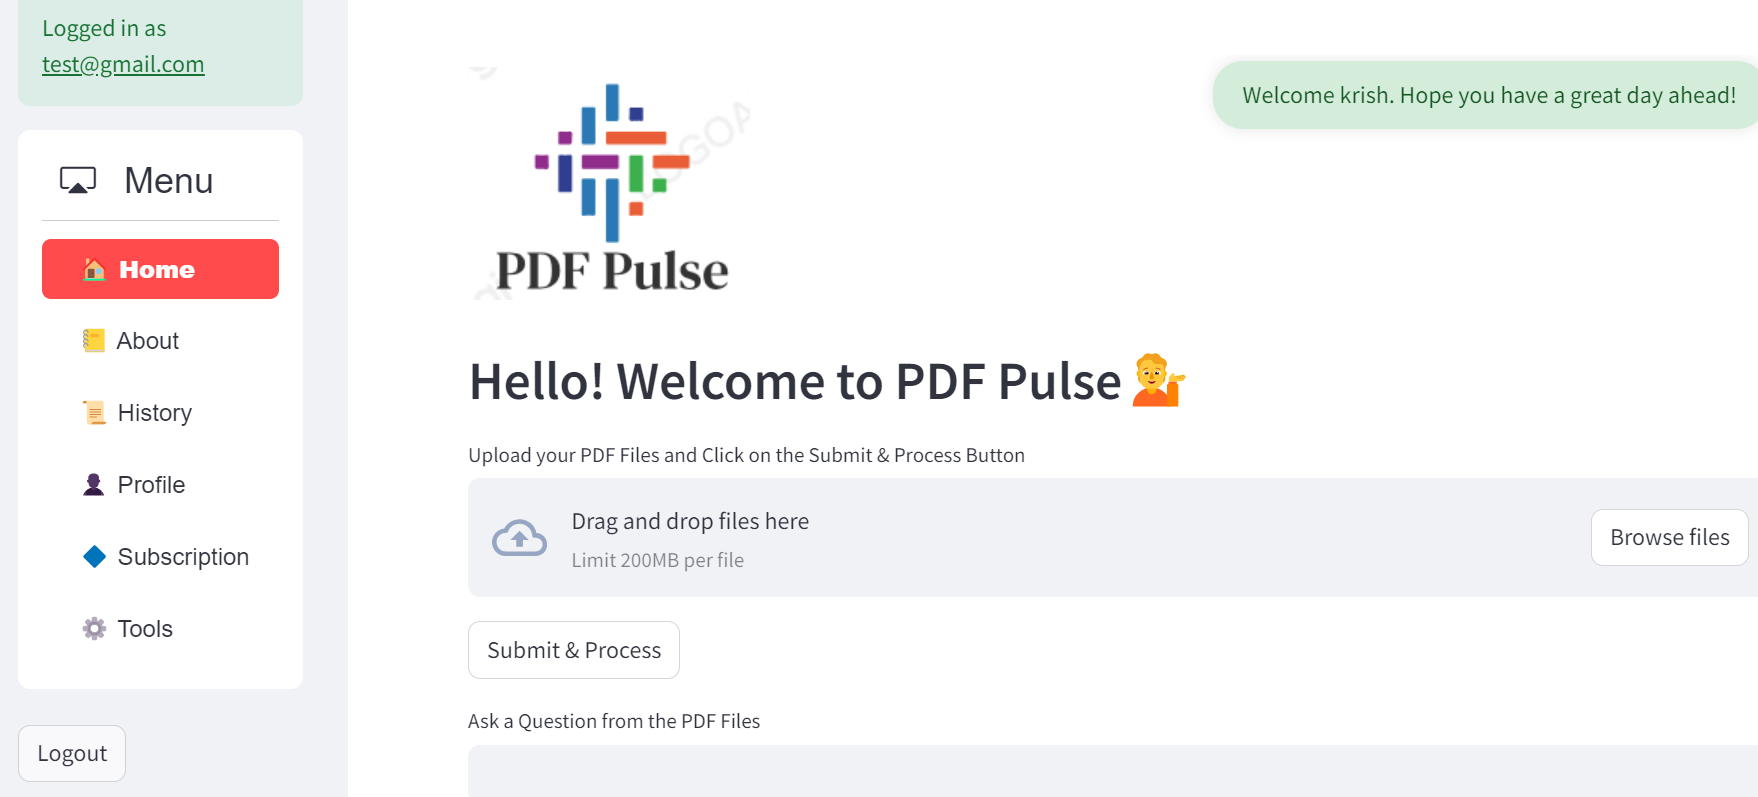 Logged in as
test@gmail.com
Menu
Home
About
History
Profile
Subscription
Tools
Logout
Welcome krish. Hope you have a great day ahead!
PDF Pulse
Hello! Welcome to PDF Pulse
Upload your PDF Files and Click on the Submit & Process Button
Drag and drop files here
Limit 200MB per file
Browse files
Submit & Process
Ask a Question from the PDF Files